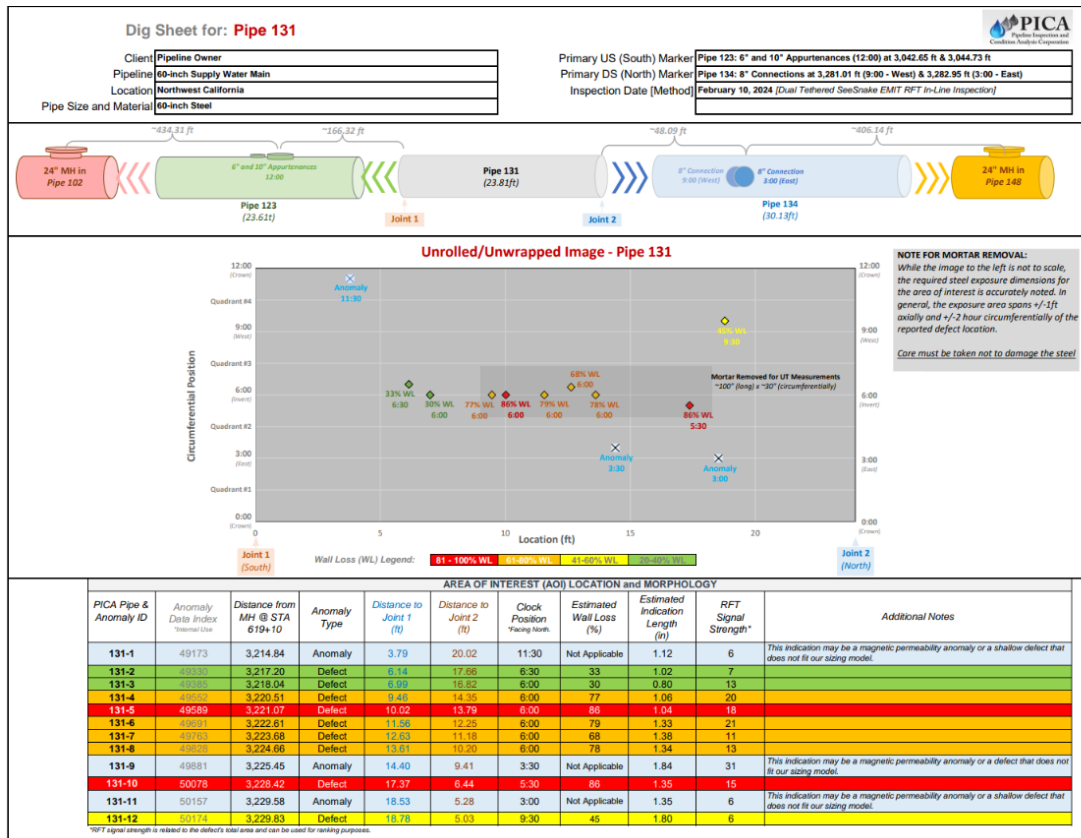 Dig Sheet for: Pipe 131
PICA
Pipeline Inspection and
Condition Analysis Corporation
Client Pipeline Owner
Pipeline 60-inch Supply Water Main
Location Northwest California
Pipe Size and Material 60-inch Steel
Primary US (South) Marker Pipe 123: 6" and 10" Appurtenances (12:00) at 3,042.65 ft & 3,044.73 ft
Primary DS (North) Marker Pipe 134: 8" Connections at 3,281.01 ft (9:00 - West) & 3,282.95 ft (3:00 - East)
Inspection Date [Method] February 10, 2024 [Dual Tethered SeeSnake EMIT RFT In-Line Inspection]
~434.31 ft ~166.32 ft ~48.09 ft ~406.14 ft
24" MH in
Pipe 102
6" and 10" Appurtenances
12:00
Pipe 123
(23.61t)
Pipe 131
(23.81ft)
Joint 1
Joint 2
8" Connection
9:00 (West)
8" Connection
3:00 (East)
Pipe 134
(30.13ft)
24" MH in
Pipe 148
Unrolled/Unwrapped Image - Pipe 131
NOTE FOR MORTAR REMOVAL:
While the image to the left is not to scale,
the required steel exposure dimensions for
the area of interest is accurately noted. In
general, the exposure area spans +/-1ft
axially and +/-2 hour circumferentially of the
reported defect location.
Care must be taken not to damage the steel
Circumferential Position
12:00
(Crown)
Quadrant #4
9:00
(West)
Quadrant #3
6:00
(Invert)
Quadrant #2
3:00
(East)
Quadrant #1
0:00
(Crown)
12:00
(Crown)
9:00
(West)
6:00
(Invert)
3:00
(East)
0:00
(Crown)
Anomaly
11:30
46% WL
9:30
33% WL
6:30
30% WL
6:00
77% WL
6:00
86% WL
6:00
79% WL
6:00
68% WL
6:00
78% WL
6:00
Mortar Removed for UT Measurements
~100" (long) x ~30" (circumferentially)
86% WL
5:30
Anomaly
3:30
Anomaly
3:00
0 5 10 15 20
Location (ft)
Joint 1
(South)
Joint 2
(North)
Wall Loss (WL) Legend: 81 - 100% WL 61-80% WL 41-60% WL 20-40% WL
AREA OF INTEREST (AOI) LOCATION and MORPHOLOGY
PICA Pipe & Anomaly ID Anomaly Data Index *Internal Use Distance from MH @ STA 619+10 Anomaly Type Distance to Joint 1 (ft) Distance to Joint 2 (ft) Clock Position *Facing North. Estimated Wall Loss (%) Estimated Indication Length (in) RFT Signal Strength* Additional Notes
131-1 49173 3,214.84 Anomaly 3.79 20.02 11:30 Not Applicable 1.12 6 This indication may be a magnetic permeability anomaly or a shallow defect that does not fit our sizing model.
131-2 49330 3,217.20 Defect 6.14 17.66 6:30 33 1.02 7
131-3 49385 3,218.04 Defect 6.99 16.82 6:00 30 0.80 13
131-4 49552 3,220.51 Defect 9.46 14.35 6:00 77 1.06 20
131-5 49589 3,221.07 Defect 10.02 13.79 6:00 86 1.04 18
131-6 49691 3,222.61 Defect 11.56 12.25 6:00 79 1.33 21
131-7 49763 3,223.68 Defect 12.63 11.18 6:00 68 1.38 11
131-8 49828 3,224.66 Defect 13.61 10.20 6:00 78 1.34 13
131-9 49881 3,225.45 Anomaly 14.40 9.41 3:30 Not Applicable 1.84 31 This indication may be a magnetic permeability anomaly or a defect that does not fit our sizing model.
131-10 50078 3,228.42 Defect 17.37 6.44 5:30 86 1.35 15
131-11 50157 3,229.58 Anomaly 18.53 5.28 3:00 Not Applicable 1.35 6 This indication may be a magnetic permeability anomaly or a shallow defect that does not fit our sizing model.
131-12 50174 3,229.83 Defect 18.78 5.03 9:30 45 1.80 6
*RFT signal strength is related to the defect's total area and can be used for ranking purposes.